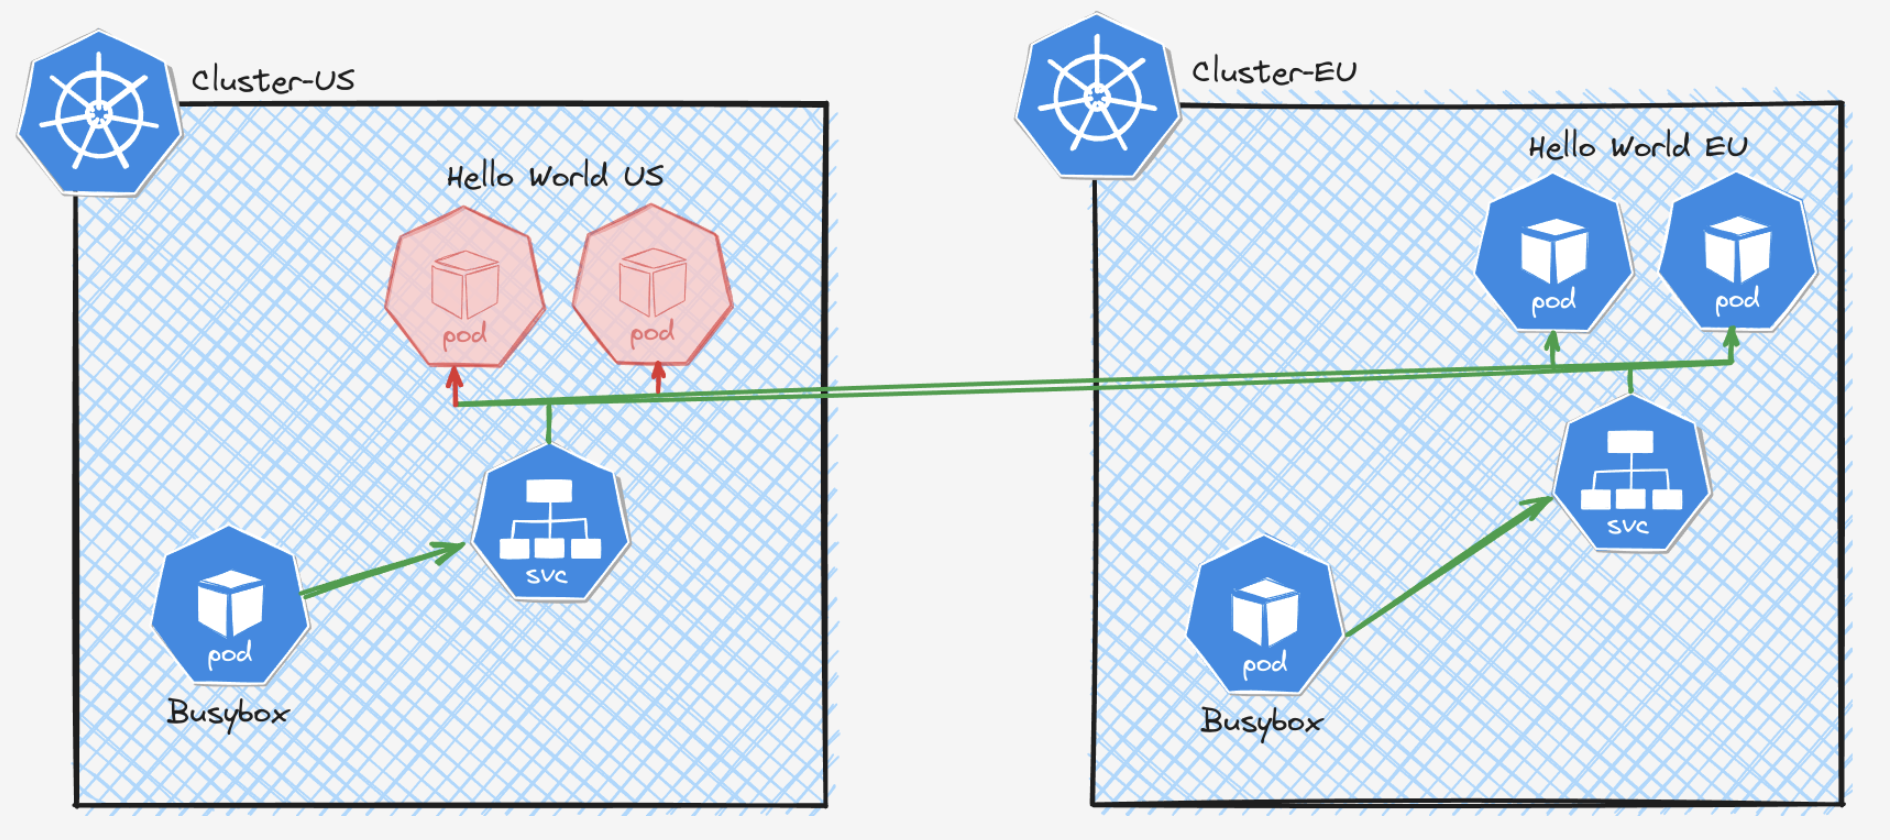 Cluster-US
Hello World US
pod
pod
svc
pod
Busybox
Cluster-EU
Hello World EU
pod
pod
svc
pod
Busybox